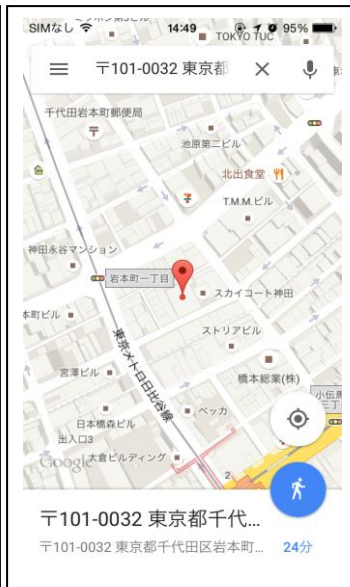 SIMなし 14:49 95%
TOKYO TUC
〒101-0032 東京都
千代田岩本町郵便局
池原第二ビル
北出食堂
T.M.M.ビル
神田永谷マンション
岩本町一丁目
スカイコート神田
本町ビル
ストリアビル
東京メトロ日比谷線
宮澤ビル
橋本総業(株)
小伝馬
三丁
ベッカ
日本橋森ビル
出入口3
Google
大倉ビルディング
2
〒101-0032 東京都千代...
〒101-0032 東京都千代田区岩本町... 24分